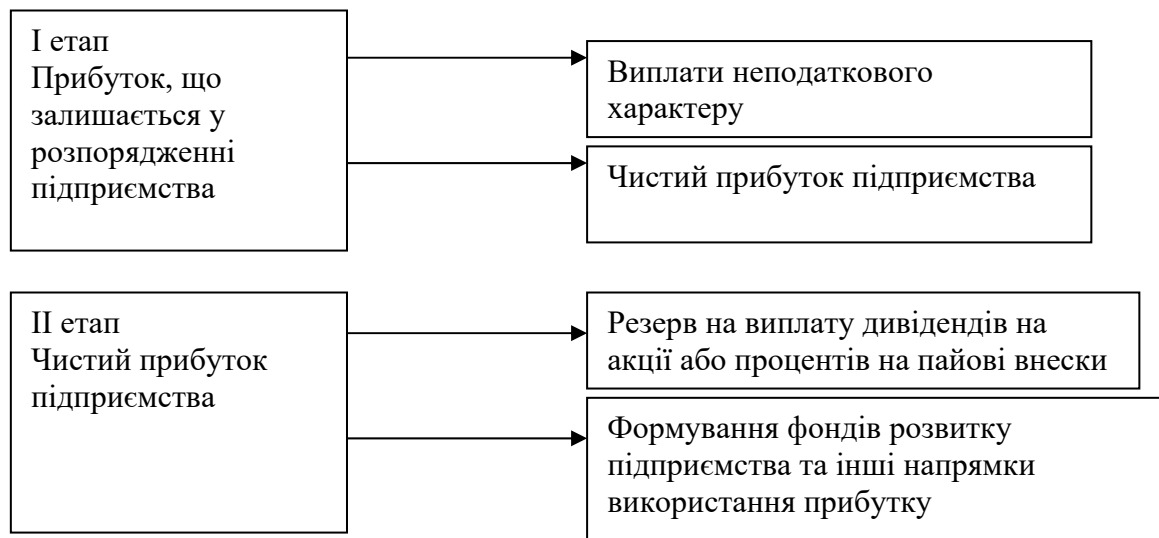 І етап
Прибуток, що
залишається у
розпорядженні
підприємства
Виплати неподаткового
характеру
Чистий прибуток підприємства
ІІ етап
Чистий прибуток
підприємства
Резерв на виплату дивідендів на
акції або процентів на пайові внески
Формування фондів розвитку
підприємства та інші напрямки
використання прибутку